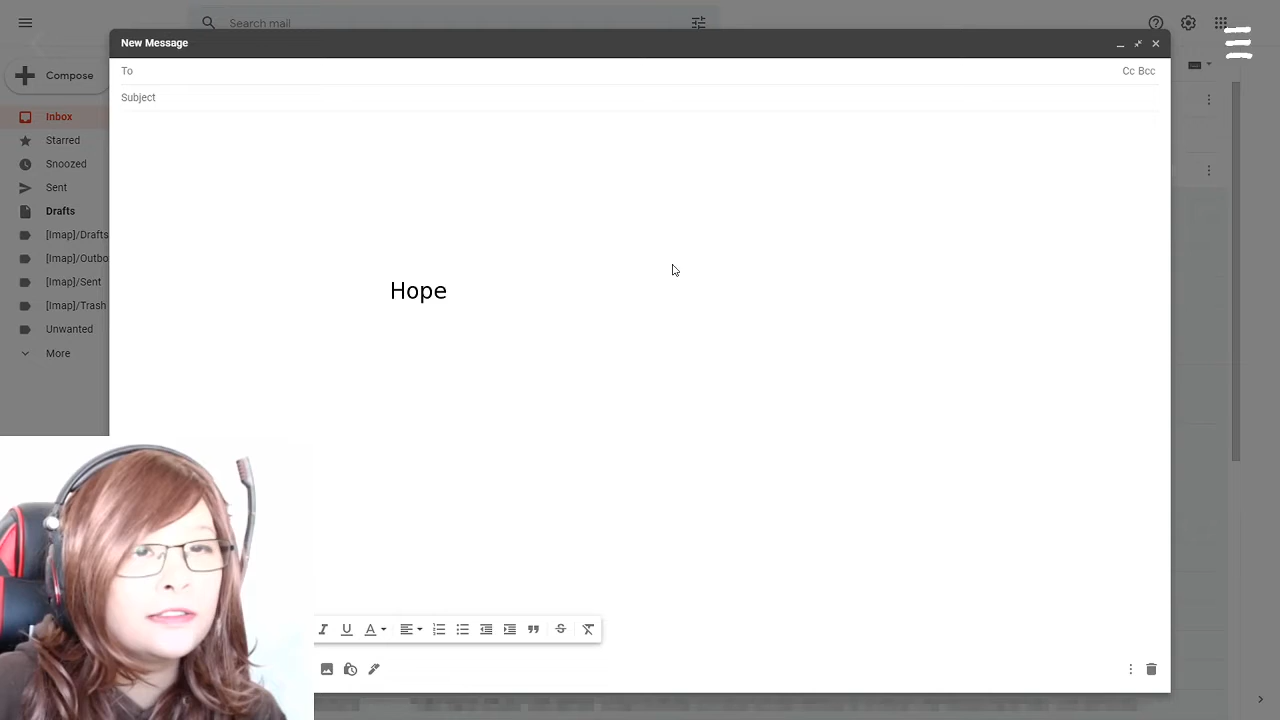 Search mail
New Message
Compose
To
Cc Bcc
Subject
Inbox
Starred
Snoozed
Sent
Drafts
[Imap]/Drafts
[Imap]/Outbo
[Imap]/Sent
[Imap]/Trash
Unwanted
More
Hope